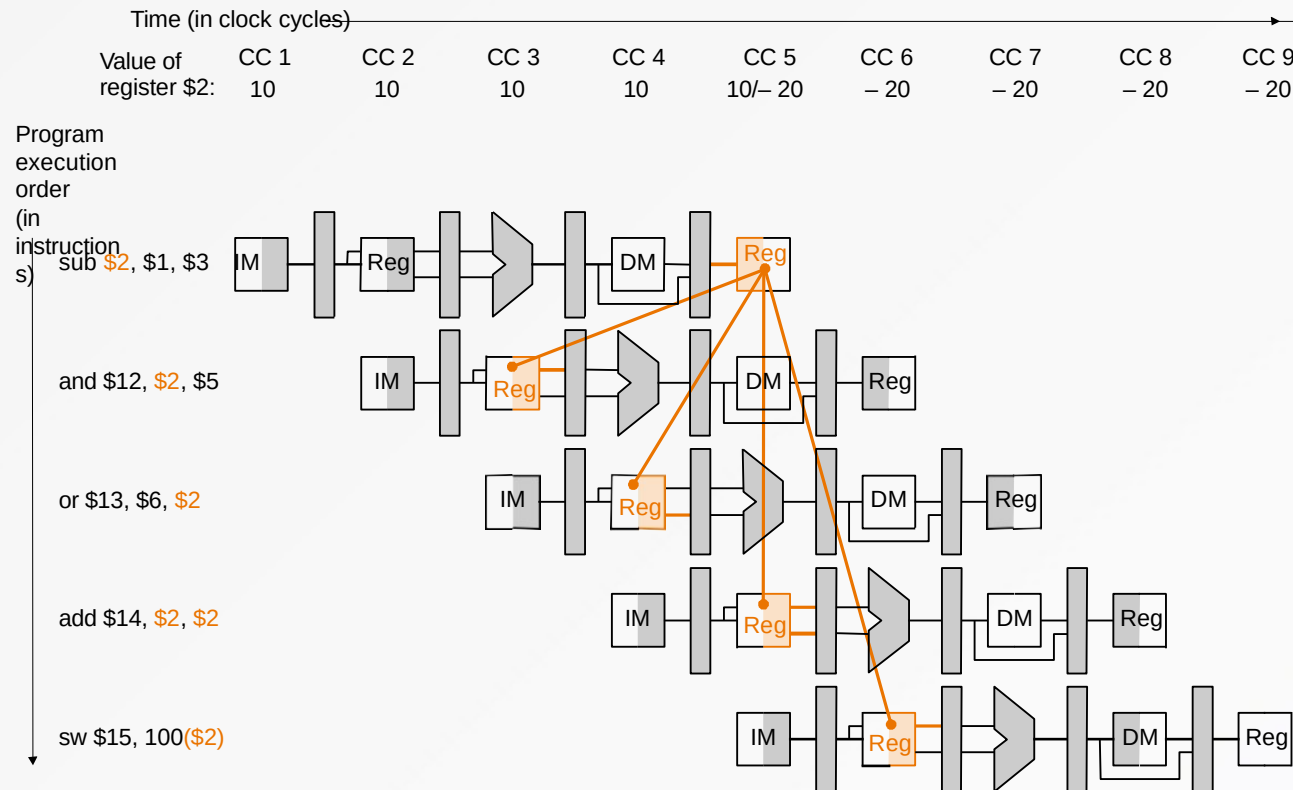 Time (in clock cycles)
Value of
register $2:
CC 1 CC 2 CC 3 CC 4 CC 5 CC 6 CC 7 CC 8 CC 9
10 10 10 10 10/– 20 – 20 – 20 – 20 – 20
Program
execution
order
(in
instruction
s)
sub $2, $1, $3
IM Reg DM Reg
and $12, $2, $5
IM Reg DM Reg
or $13, $6, $2
IM Reg DM Reg
add $14, $2, $2
IM Reg DM Reg
sw $15, 100($2)
IM Reg DM Reg